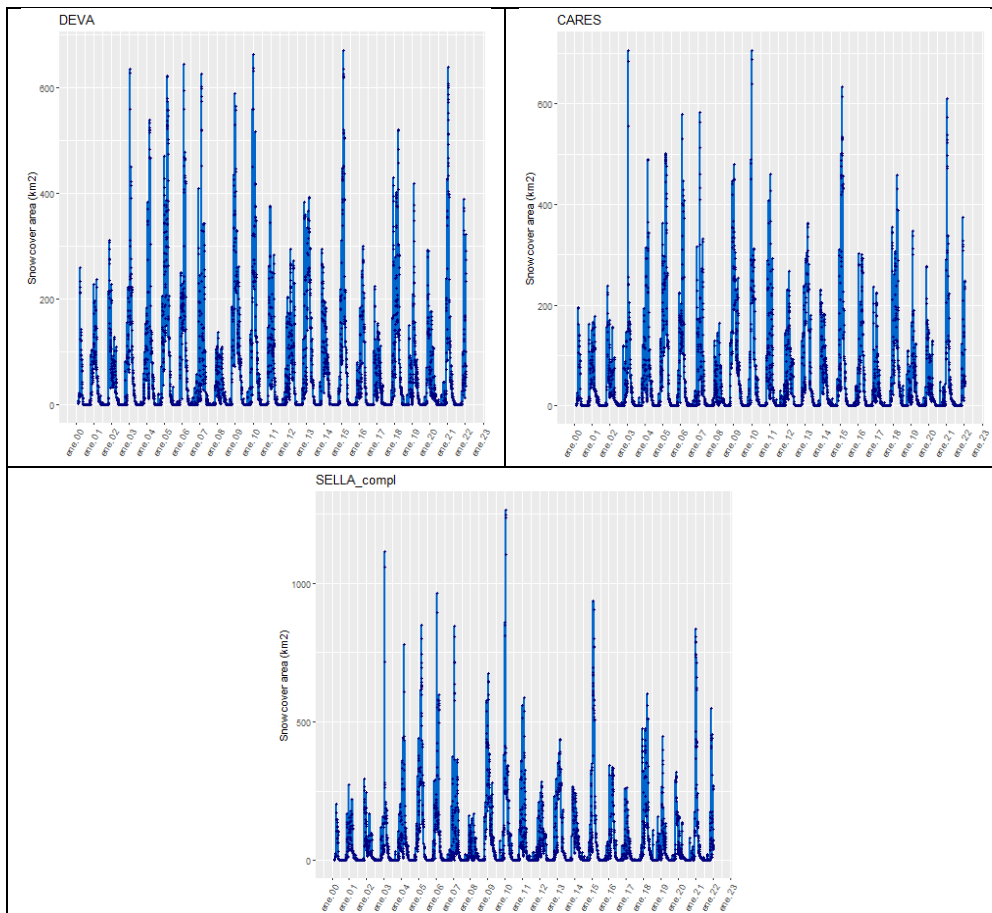 DEVA
Snow cover area (km2)
600
400
200
0
ene.00
ene.01
ene.02
ene.03
ene.04
ene.05
ene.06
ene.07
ene.08
ene.09
ene.10
ene.11
ene.12
ene.13
ene.14
ene.15
ene.16
ene.17
ene.18
ene.19
ene.20
ene.21
ene.22
ene.23
CARES
Snow cover area (km2)
600
400
200
0
ene.00
ene.01
ene.02
ene.03
ene.04
ene.05
ene.06
ene.07
ene.08
ene.09
ene.10
ene.11
ene.12
ene.13
ene.14
ene.15
ene.16
ene.17
ene.18
ene.19
ene.20
ene.21
ene.22
ene.23
SELLA_compl
Snow cover area (km2)
1000
500
0
ene.00
ene.01
ene.02
ene.03
ene.04
ene.05
ene.06
ene.07
ene.08
ene.09
ene.10
ene.11
ene.12
ene.13
ene.14
ene.15
ene.16
ene.17
ene.18
ene.19
ene.20
ene.21
ene.22
ene.23